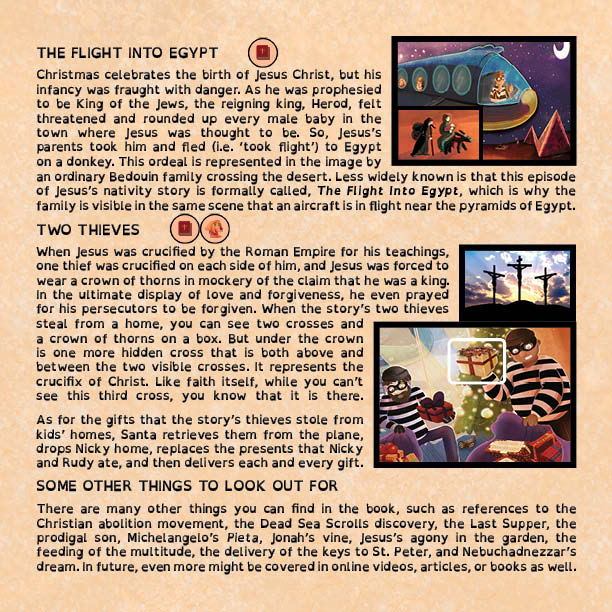 THE FLIGHT INTO EGYPT
Christmas celebrates the birth of Jesus Christ, but his
infancy was fraught with danger. As he was prophesied
to be King of the Jews, the reigning king, Herod, felt
threatened and rounded up every male baby in the
town where Jesus was thought to be. So, Jesus's
parents took him and fled (i.e. 'took flight') to Egypt
on a donkey. This ordeal is represented in the image by
an ordinary Bedouin family crossing the desert. Less widely known is that this episode
of Jesus's nativity story is formally called, The Flight Into Egypt, which is why the
family is visible in the same scene that an aircraft is in flight near the pyramids of Egypt.
TWO THIEVES
When Jesus was crucified by the Roman Empire for his teachings,
one thief was crucified on each side of him, and Jesus was forced to
wear a crown of thorns in mockery of the claim that he was a king.
In the ultimate display of love and forgiveness, he even prayed
for his persecutors to be forgiven. When the story's two thieves
steal from a home, you can see two crosses and
a crown of thorns on a box. But under the crown
is one more hidden cross that is both above and
between the two visible crosses. It represents the
crucifix of Christ. Like faith itself, while you can't
see this third cross, you know that it is there.
As for the gifts that the story's thieves stole from
kids' homes, Santa retrieves them from the plane,
drops Nicky home, replaces the presents that Nicky
and Rudy ate, and then delivers each and every gift.
SOME OTHER THINGS TO LOOK OUT FOR
There are many other things you can find in the book, such as references to the
Christian abolition movement, the Dead Sea Scrolls discovery, the Last Supper, the
prodigal son, Michelangelo's Pieta, Jonah's vine, Jesus's agony in the garden, the
feeding of the multitude, the delivery of the keys to St. Peter, and Nebuchadnezzar's
dream. In future, even more might be covered in online videos, articles, or books as well.